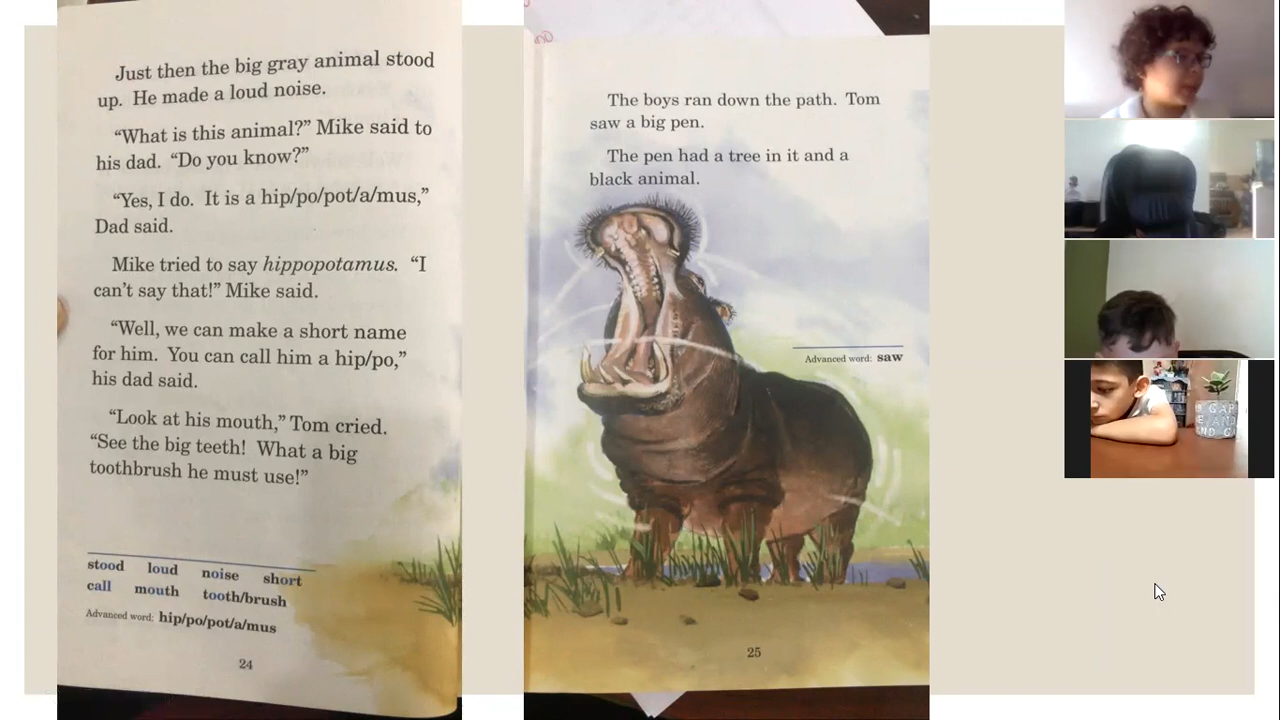 Just then the big gray animal stood
up. He made a loud noise.
“What is this animal?” Mike said to
his dad. “Do you know?”
“Yes, I do. It is a hip/po/pot/a/mus,”
Dad said.
Mike tried to say hippopotamus. “I
can’t say that!” Mike said.
“Well, we can make a short name
for him. You can call him a hip/po,”
his dad said.
“Look at his mouth,” Tom cried.
“See the big teeth! What a big
toothbrush he must use!”
stood loud noise short
call mouth tooth/brush
Advanced word: hip/po/pot/a/mus
24
The boys ran down the path. Tom
saw a big pen.
The pen had a tree in it and a
black animal.
Advanced word: saw
25